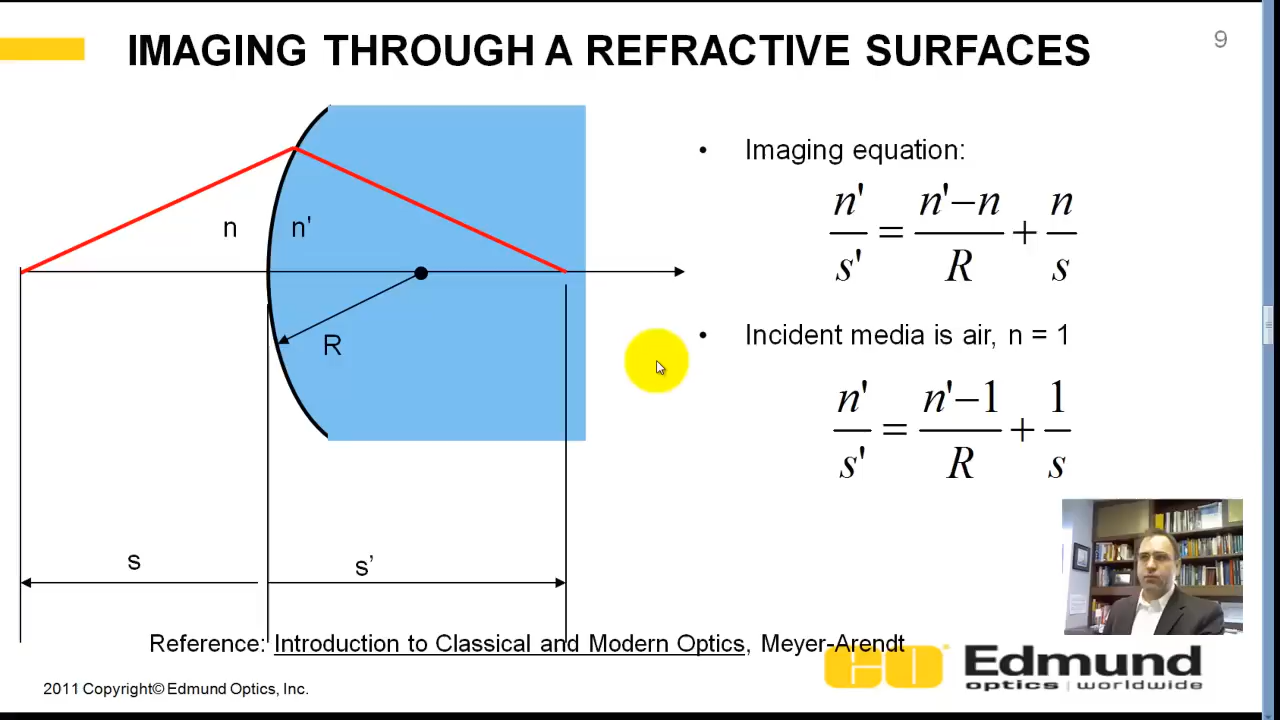 IMAGING THROUGH A REFRACTIVE SURFACES
9
• Imaging equation:
n'/s' = (n'−n)/R + n/s
• Incident media is air, n = 1
n'/s' = (n'−1)/R + 1/s
n
n'
R
s
s’
Reference: Introduction to Classical and Modern Optics, Meyer-Arendt
EO Edmund
optics | worldwide
2011 Copyright© Edmund Optics, Inc.